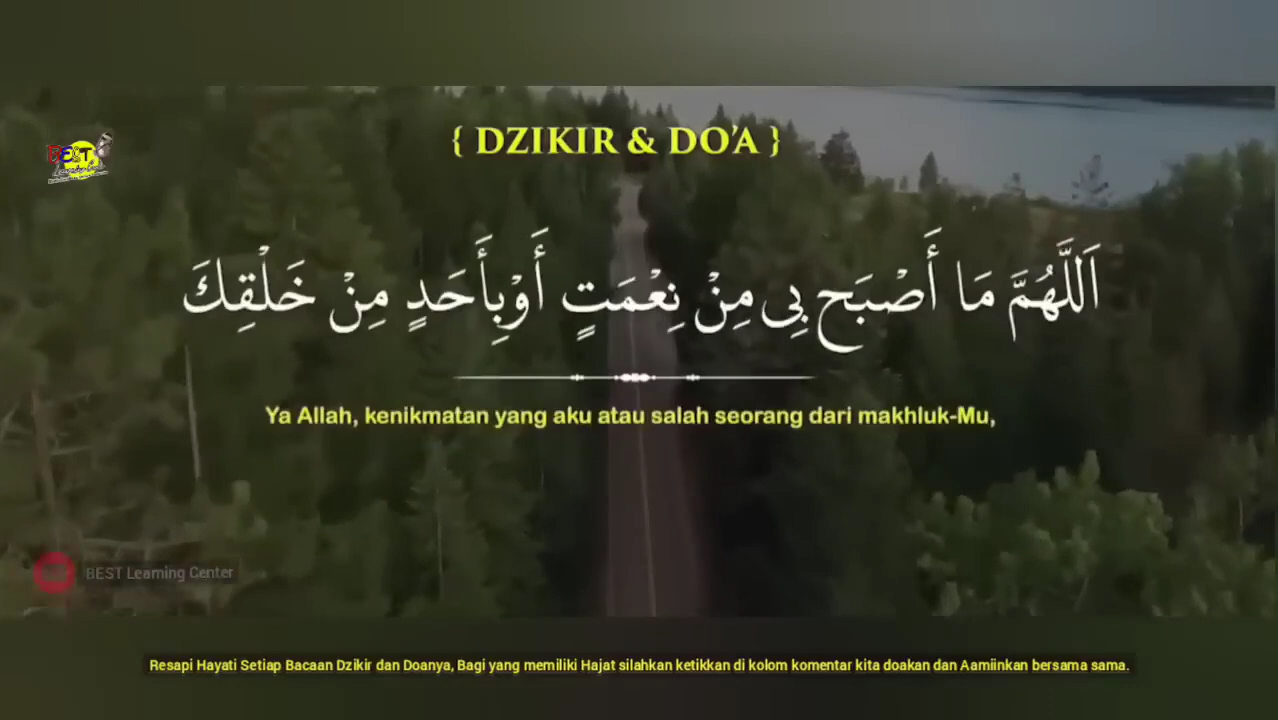 { DZIKIR & DO’A }
BEST
اَللَّهُمَّ مَا أَصْبَح بِى مِنْ نِعْمَتٍ أَوْبِأَحَدٍ مِنْ خَلْقِكَ
Ya Allah, kenikmatan yang aku atau salah seorang dari makhluk-Mu,
BEST Learning Center
Resapi Hayati Setiap Bacaan Dzikir dan Doanya, Bagi yang memiliki Hajat silahkan ketikkan di kolom komentar kita doakan dan Aamiinkan bersama sama.